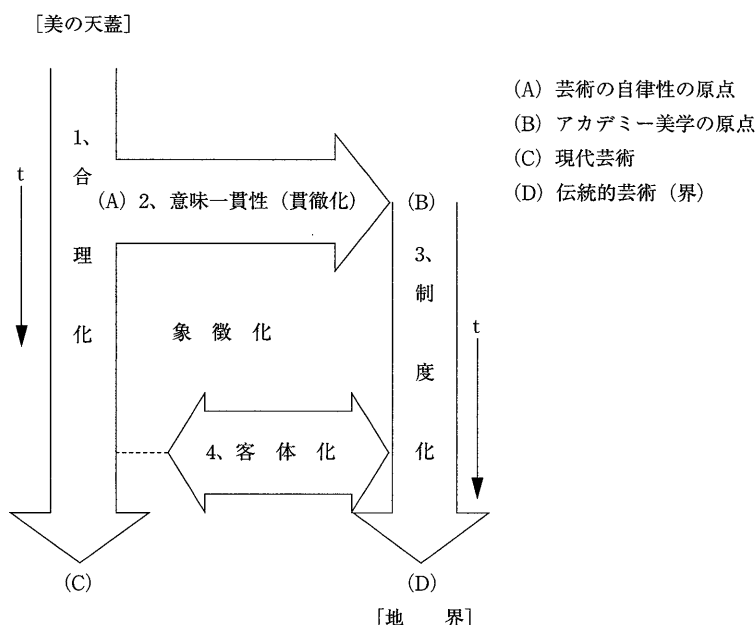 ［美の天蓋］
(A) 芸術の自律性の原点
(B) アカデミー美学の原点
(C) 現代芸術
(D) 伝統的芸術（界）
t
1、合理化
(A) 2、意味一貫性（貫徹化）
(B)
3、制度化
t
象徴化
4、客体化
(C)
(D)
［地　界］